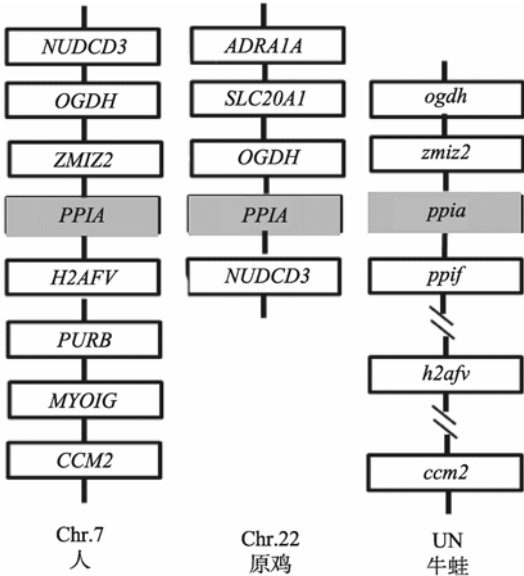 NUDCD3
OGDH
ZMIZ2
PPIA
H2AFV
PURB
MYOIG
CCM2
Chr.7
人
ADRA1A
SLC20A1
OGDH
PPIA
NUDCD3
Chr.22
原鸡
ogdh
zmiz2
ppia
ppif
h2afv
ccm2
UN
牛蛙